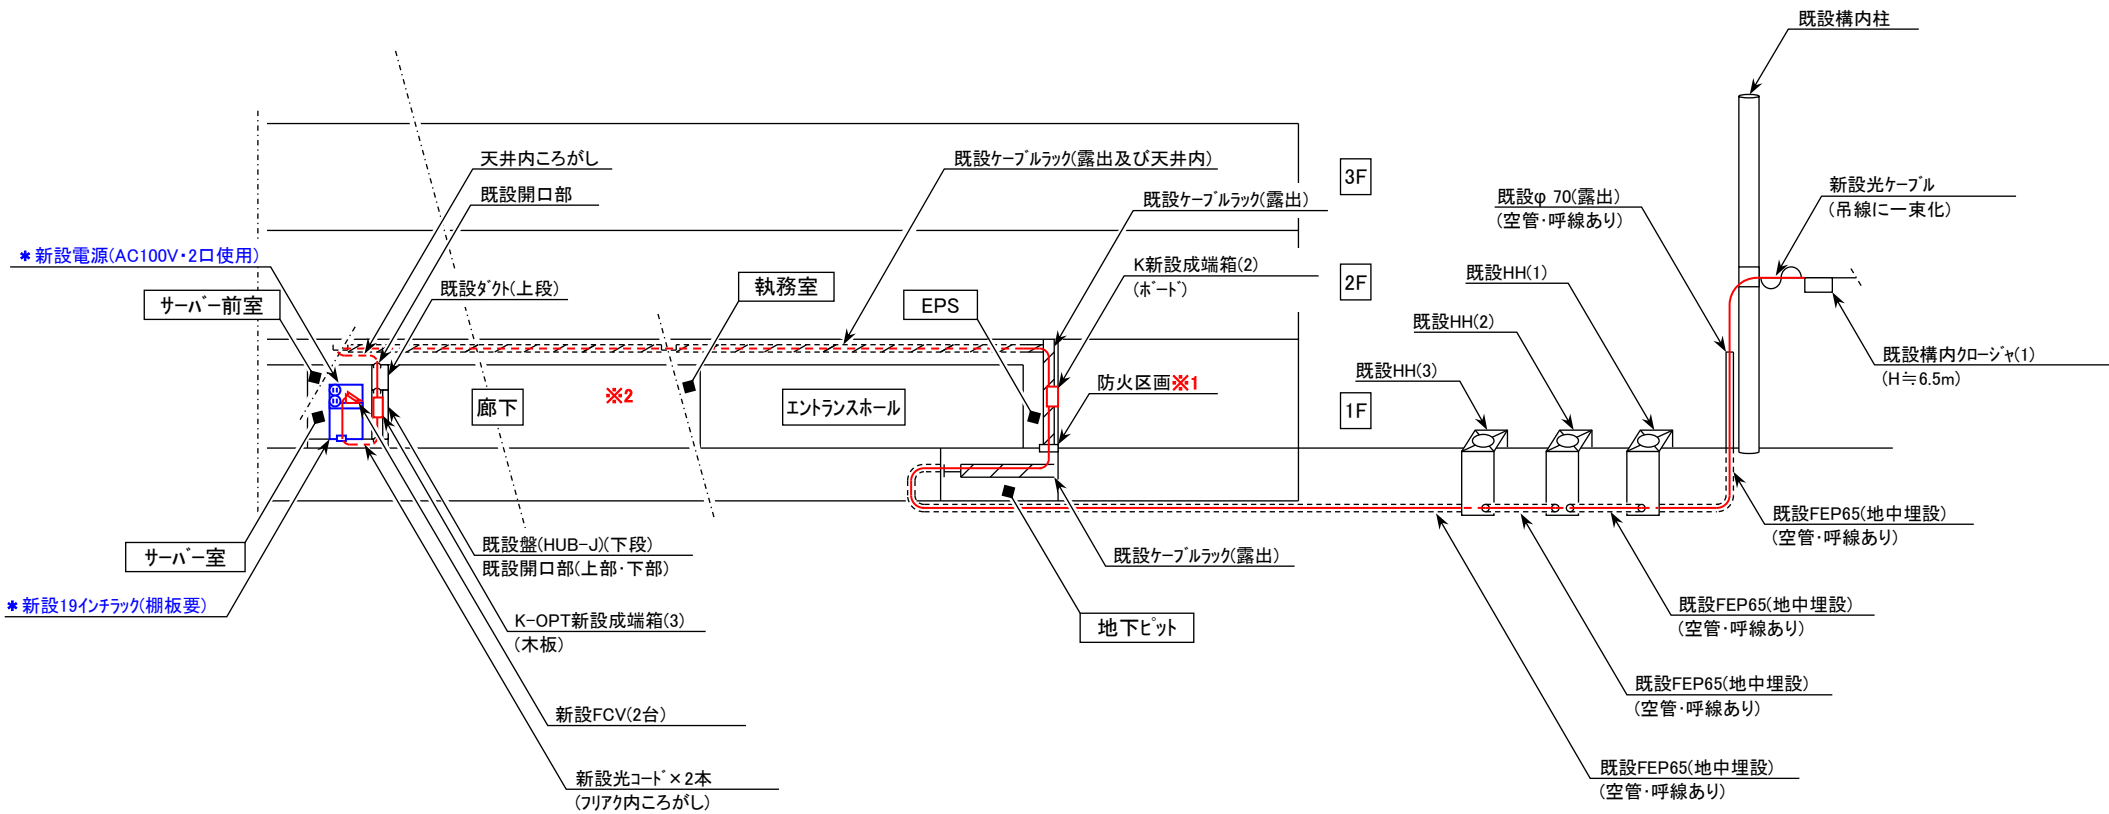 既設構内柱
天井内ころがし
既設開口部
既設ケーブルラック(露出及び天井内)
既設ケーブルラック(露出)
3F
既設φ 70(露出)
(空管・呼線あり)
新設光ケーブル
(吊線に一束化)
*新設電源(AC100V・2口使用)
サーバー前室
既設ダクト(上段)
執務室
EPS
K新設成端箱(2)
(ボード)
2F
既設HH(1)
既設HH(2)
既設HH(3)
既設構内クロージャ(1)
(H≒6.5m)
防火区画※1
※2
廊下
エントランスホール
1F
サーバー室
既設盤(HUB-J)(下段)
既設開口部(上部・下部)
既設ケーブルラック(露出)
既設FEP65(地中埋設)
(空管・呼線あり)
*新設19インチラック(棚板要)
K-OPT新設成端箱(3)
(木板)
地下ピット
既設FEP65(地中埋設)
(空管・呼線あり)
既設FEP65(地中埋設)
(空管・呼線あり)
新設FCV(2台)
新設光コード×2本
(フリアク内ころがし)
既設FEP65(地中埋設)
(空管・呼線あり)